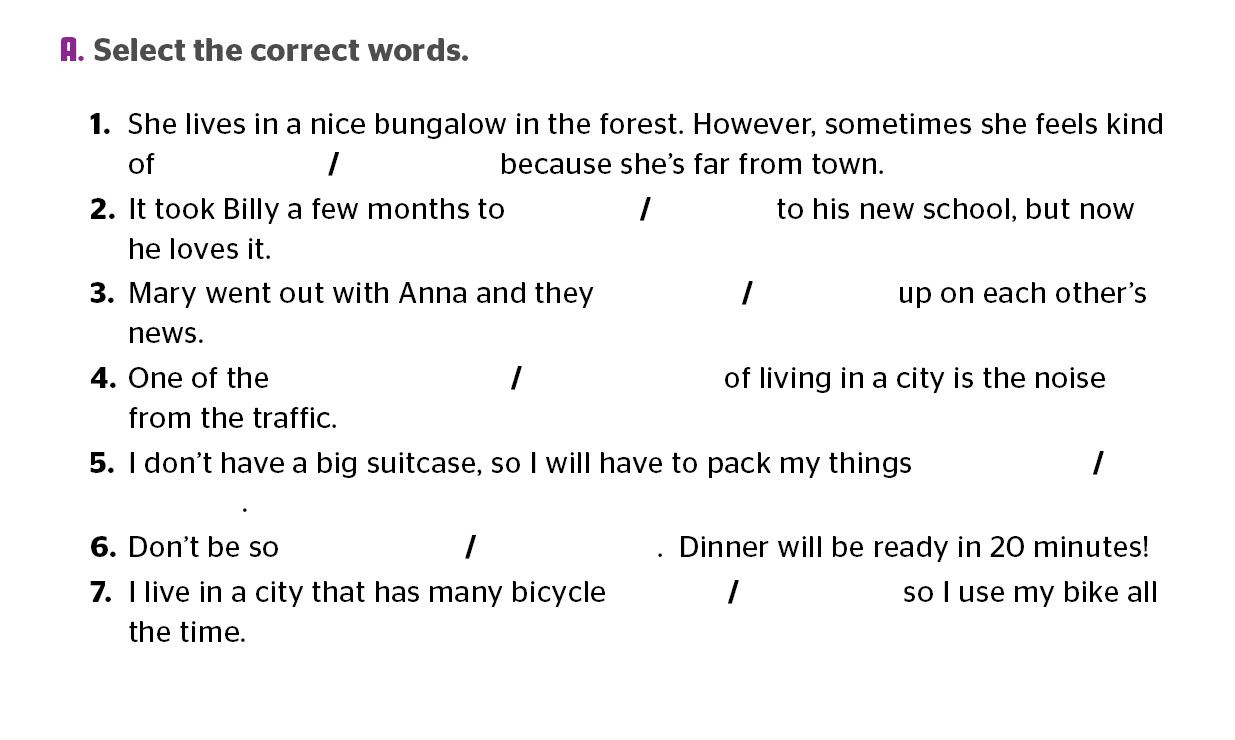 A. Select the correct words.
1. She lives in a nice bungalow in the forest. However, sometimes she feels kind
of / because she’s far from town.
2. It took Billy a few months to / to his new school, but now
he loves it.
3. Mary went out with Anna and they / up on each other’s
news.
4. One of the / of living in a city is the noise
from the traffic.
5. I don’t have a big suitcase, so I will have to pack my things /
.
6. Don’t be so / . Dinner will be ready in 20 minutes!
7. I live in a city that has many bicycle / so I use my bike all
the time.